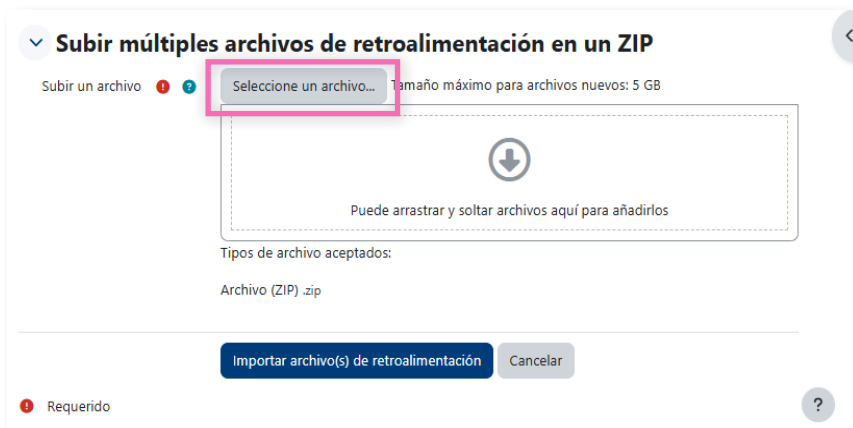 Subir múltiples archivos de retroalimentación en un ZIP
Subir un archivo Seleccione un archivo... Tamaño máximo para archivos nuevos: 5 GB
Puede arrastrar y soltar archivos aquí para añadirlos
Tipos de archivo aceptados:
Archivo (ZIP) .zip
Importar archivo(s) de retroalimentación Cancelar
Requerido ?